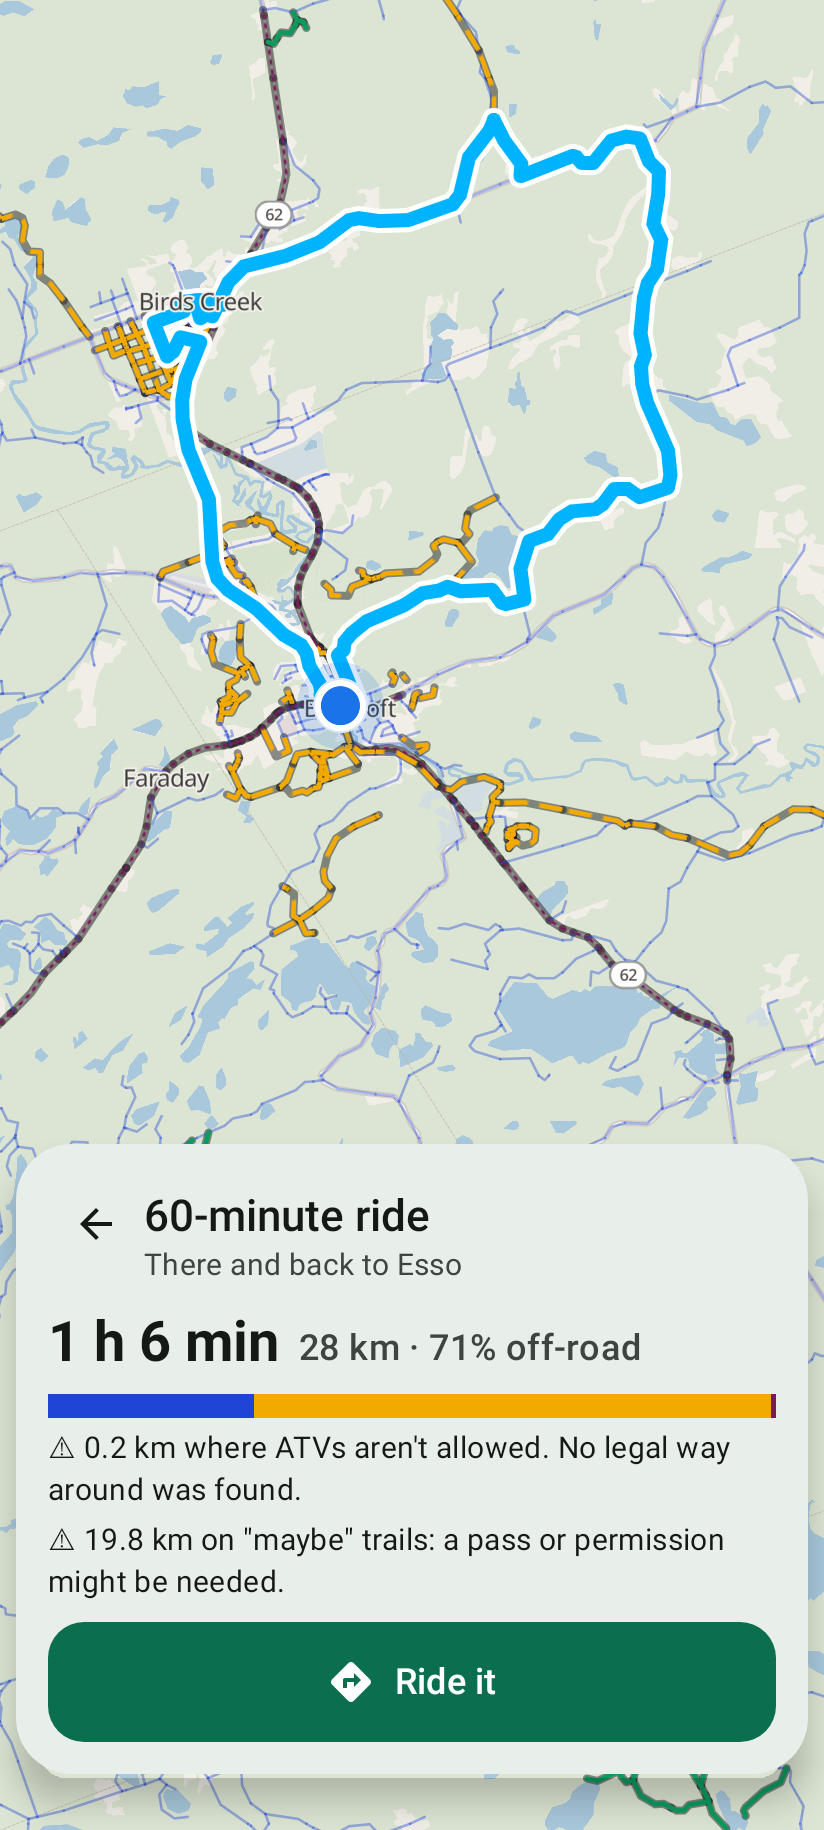 62
Birds Creek
Faraday
62
60-minute ride
There and back to Esso
1 h 6 min 28 km · 71% off-road
⚠ 0.2 km where ATVs aren't allowed. No legal way
around was found.
⚠ 19.8 km on "maybe" trails: a pass or permission
might be needed.
Ride it